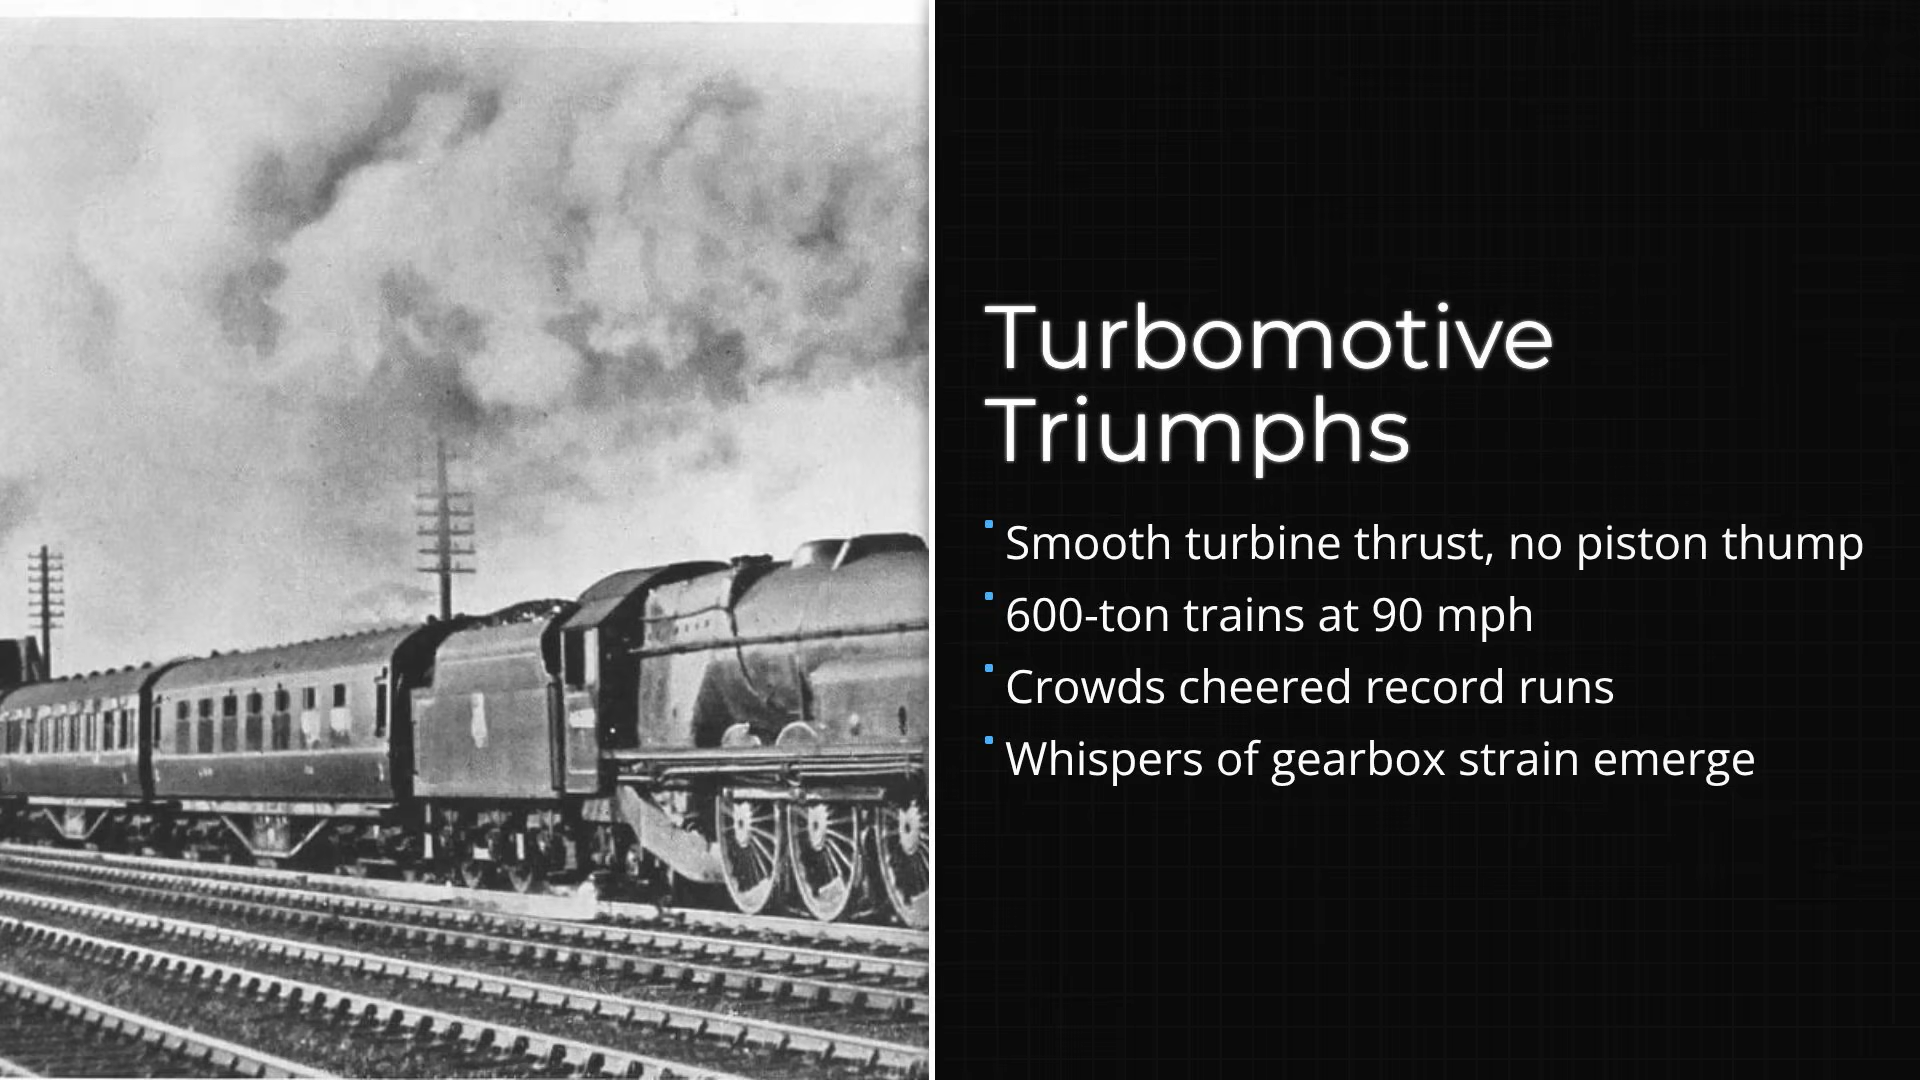 Turbomotive
Triumphs
Smooth turbine thrust, no piston thump
600-ton trains at 90 mph
Crowds cheered record runs
Whispers of gearbox strain emerge